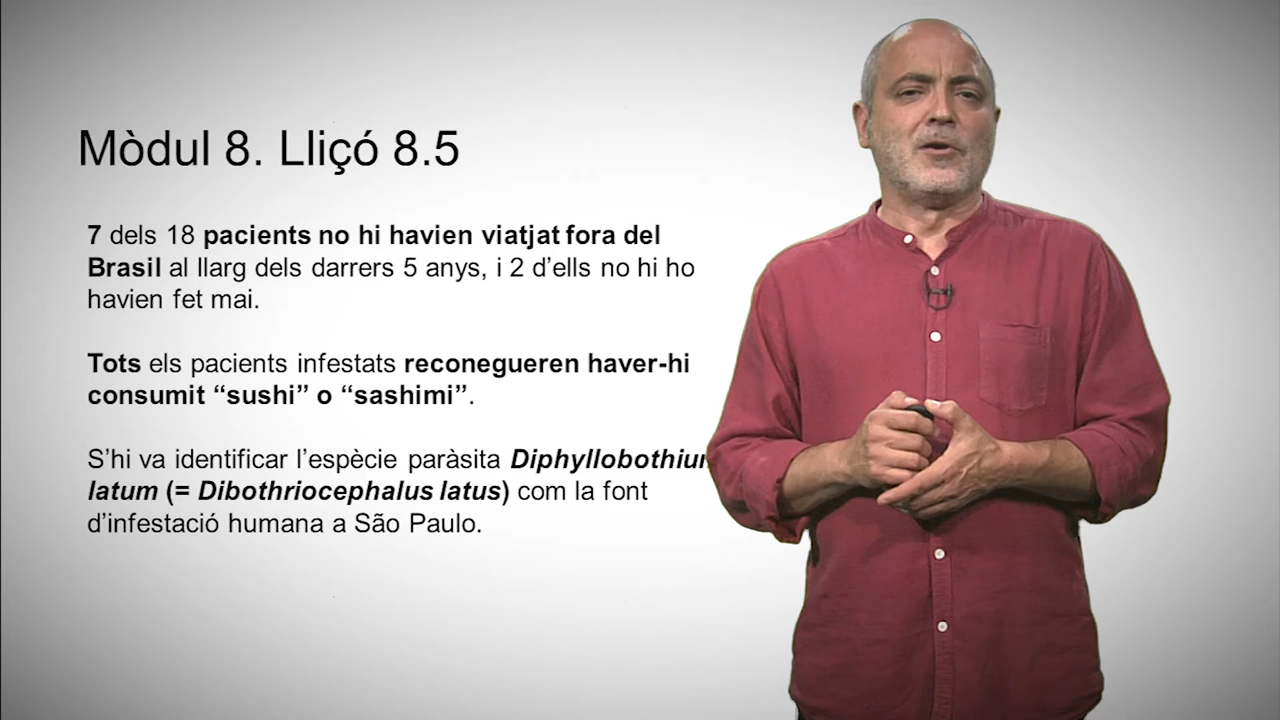 Mòdul 8. Lliçó 8.5
7 dels 18 pacients no hi havien viatjat fora del
Brasil al llarg dels darrers 5 anys, i 2 d’ells no hi ho
havien fet mai.
Tots els pacients infestats reconegueren haver-hi
consumit “sushi” o “sashimi”.
S’hi va identificar l’espècie paràsita Diphyllobothiu
latum (= Dibothriocephalus latus) com la font
d’infestació humana a São Paulo.